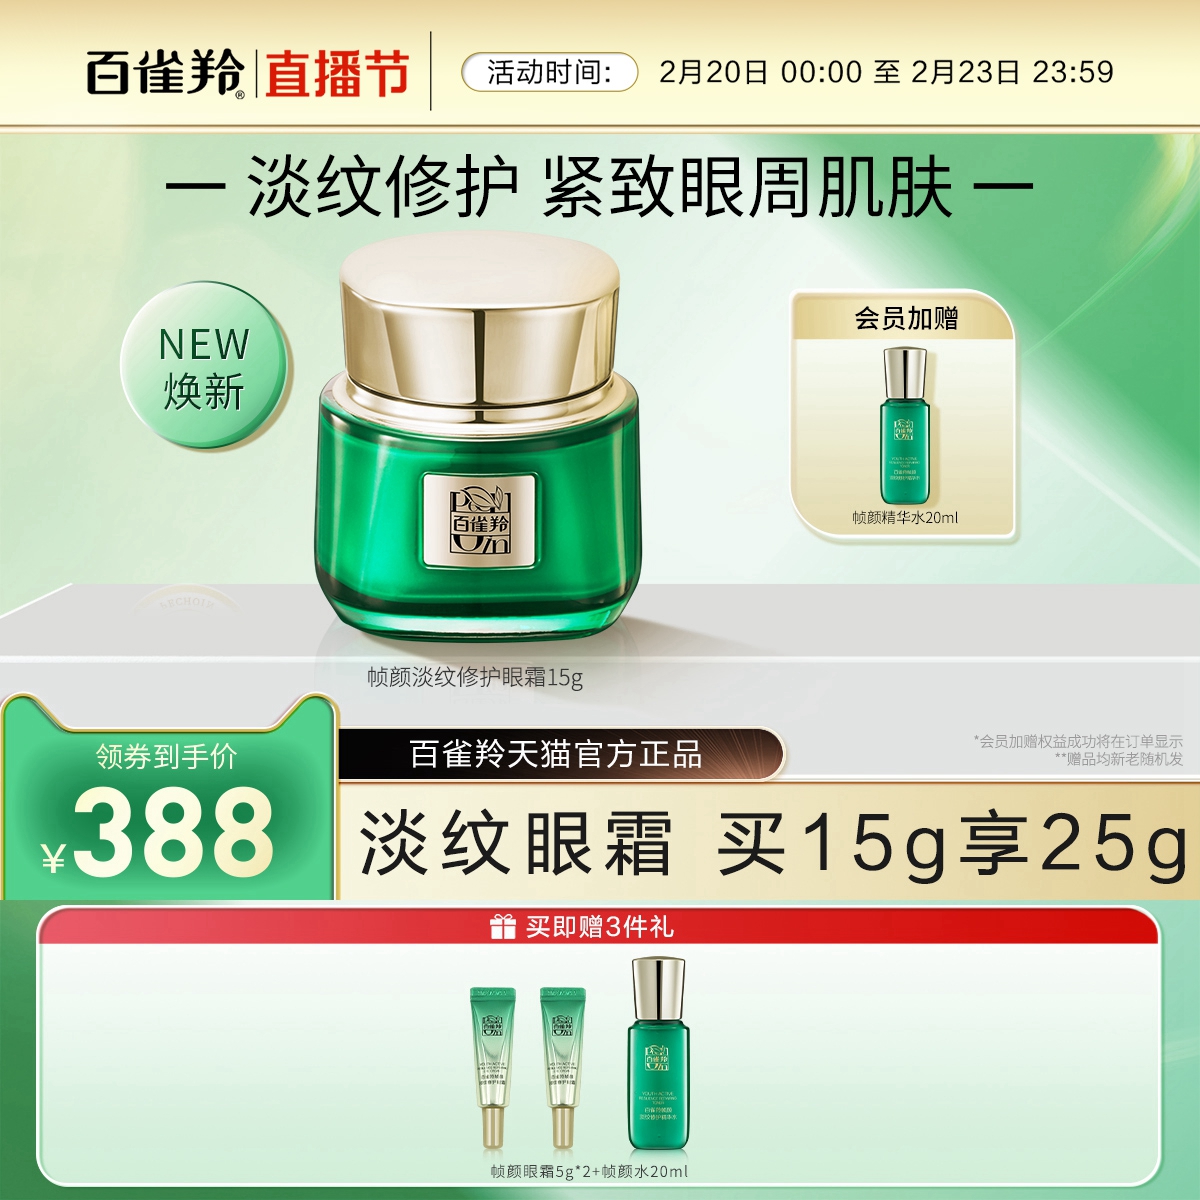 百雀羚® 直播节
活动时间: 2月20日 00:00 至 2月23日 23:59
淡纹修护 紧致眼周肌肤
NEW
焕新
会员加赠
帧颜精华水20ml
百雀羚
帧颜淡纹修护眼霜15g
*会员加赠权益成功将在订单显示
**赠品均新老随机发
领券到手价
¥388
百雀羚天猫官方正品
淡纹眼霜 买15g享25g
买即赠3件礼
百雀羚
YOUTH ACTIVE
帧颜眼霜5g*2+帧颜水20ml